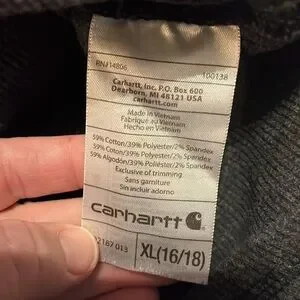 RNJ14806 100138
Carhartt, Inc. P.O. Box 600
Dearborn, MI 48121 USA
carhartt.com
Made in Vietnam
Fabriqué au Vietnam
Hecho en Vietnam
59% Cotton/39% Polyester/2% Spandex
59% Coton/39% Polyester/2% Spandex
59% Algodón/39% Poliéster/2% Spandex
Exclusive of trimming
Sans garniture
Sin incluir adorno
carhartt
XL(16/18)